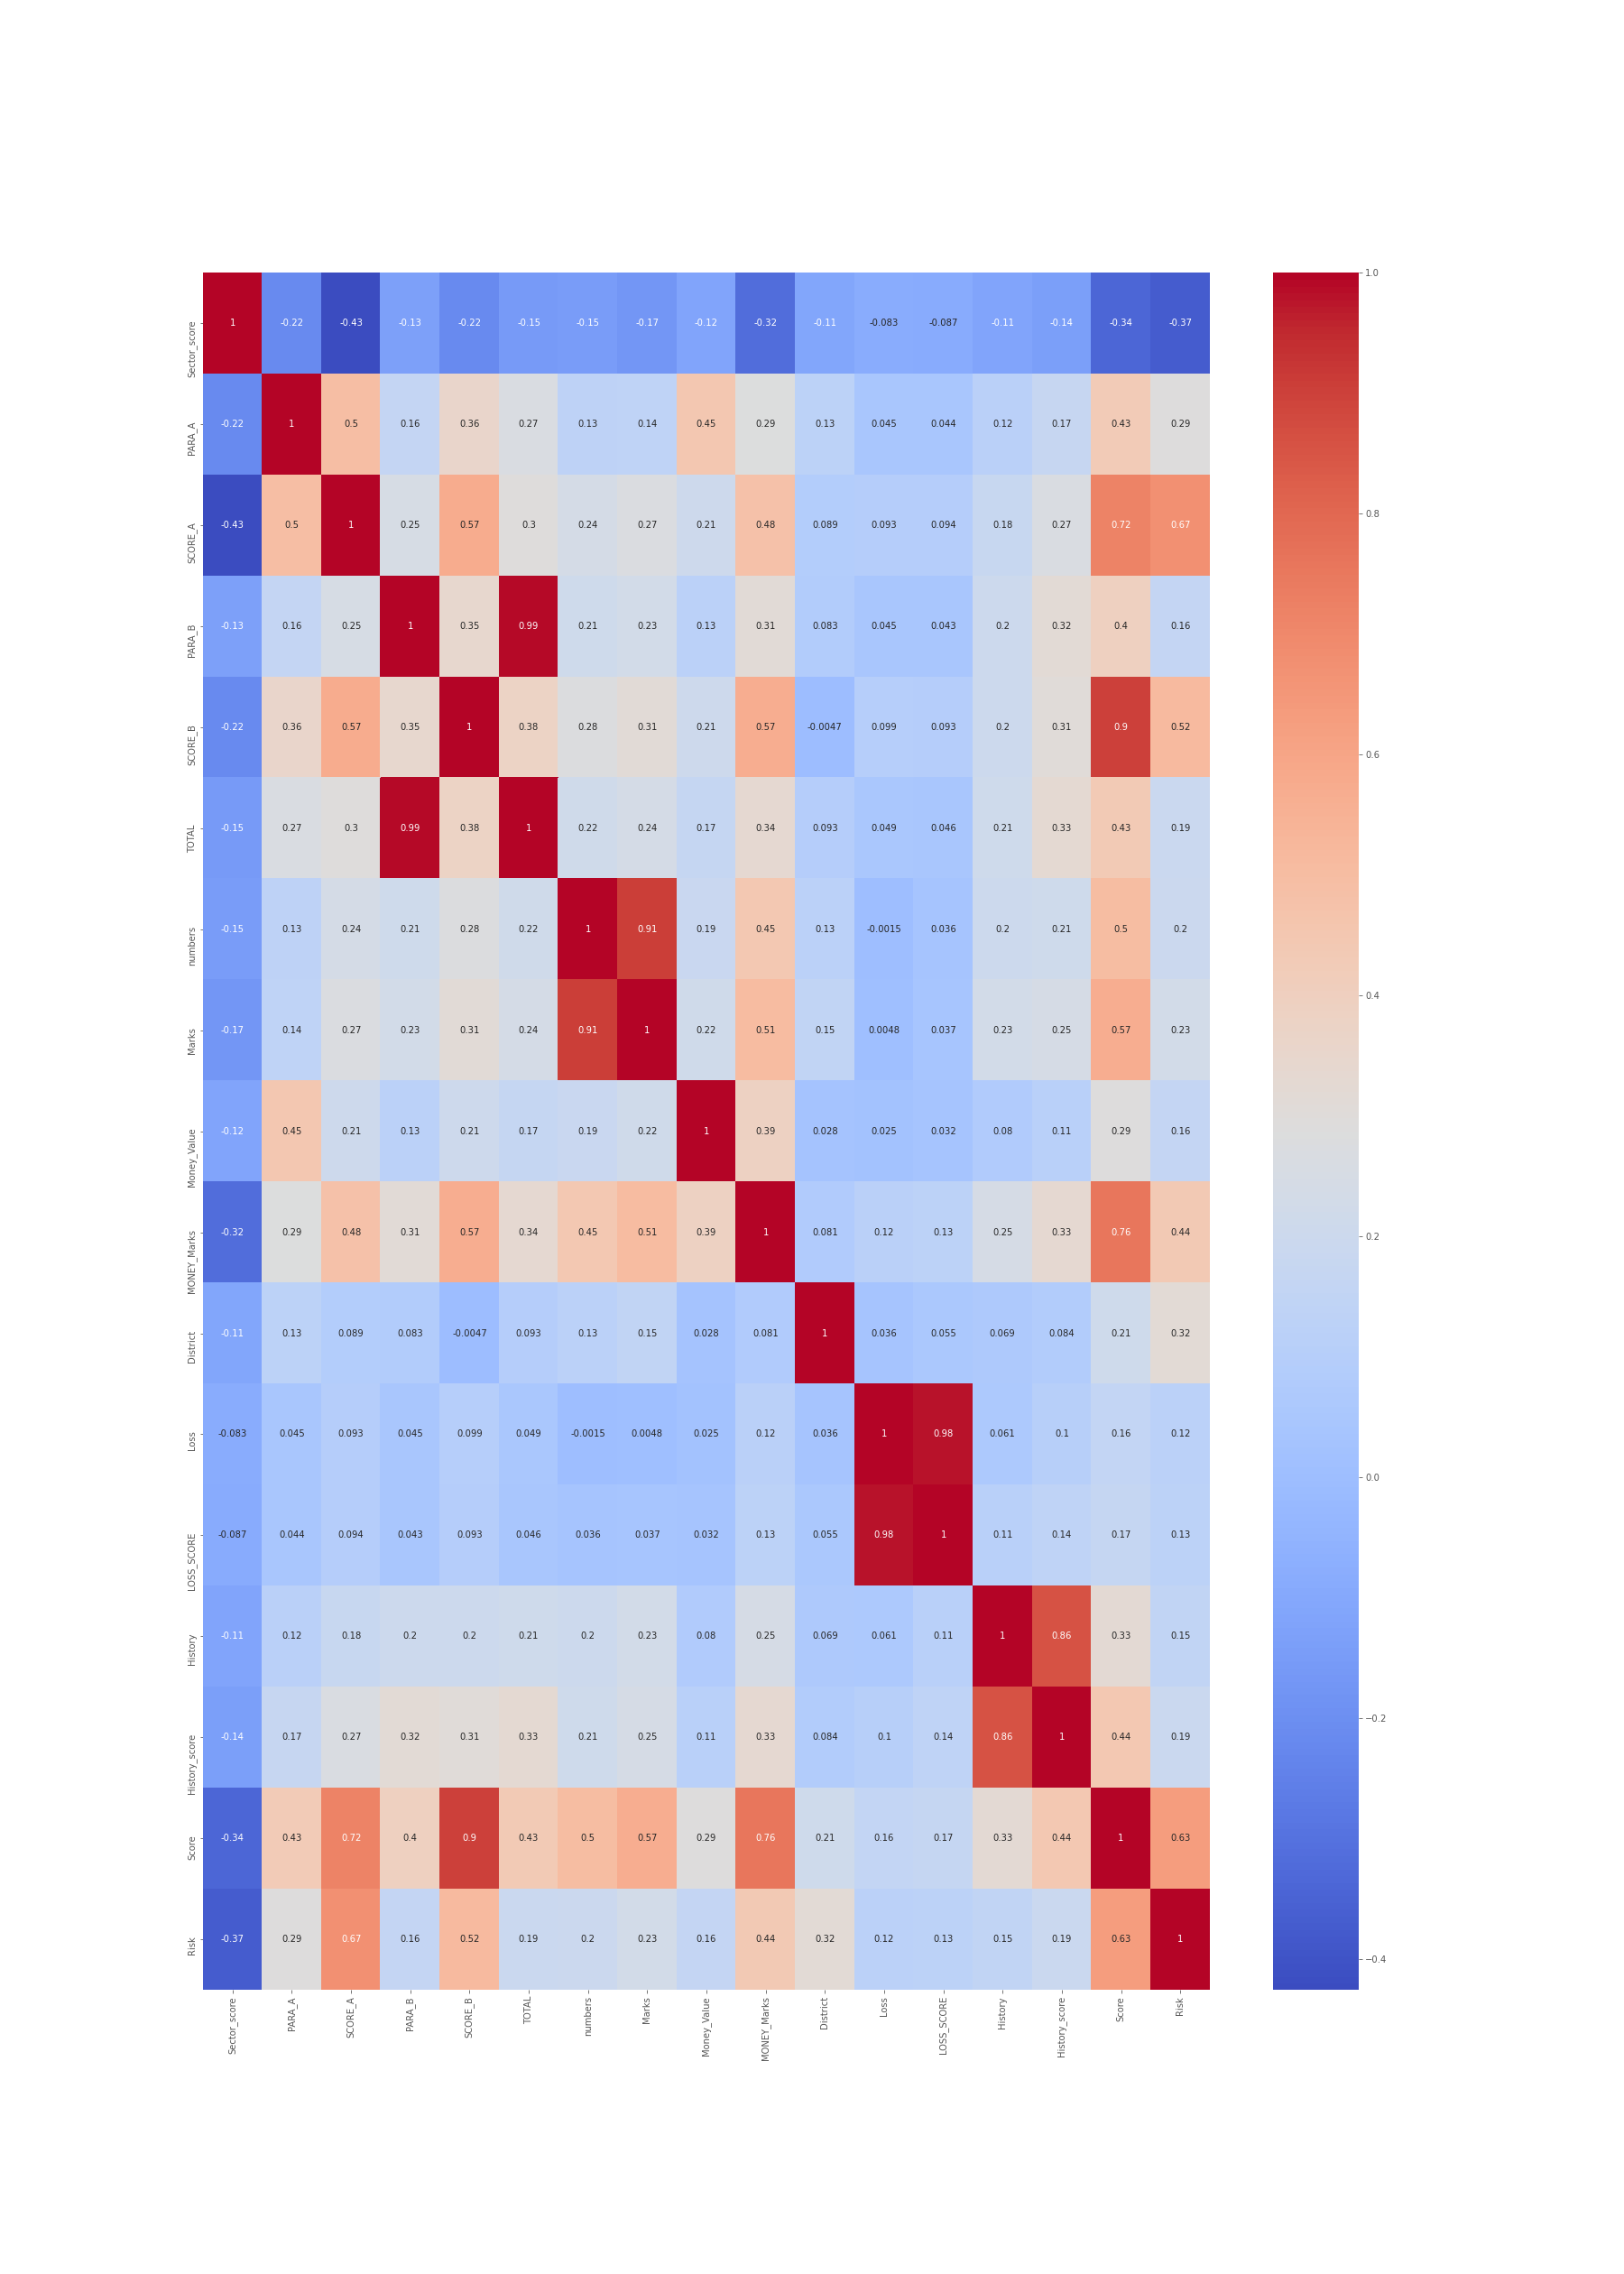 Sector_score 1 -0.22 -0.43 -0.13 -0.22 -0.15 -0.15 -0.17 -0.12 -0.32 -0.11 -0.083 -0.087 -0.11 -0.14 -0.34 -0.37
PARA_A -0.22 1 0.5 0.16 0.36 0.27 0.13 0.14 0.45 0.29 0.13 0.045 0.044 0.12 0.17 0.43 0.29
SCORE_A -0.43 0.5 1 0.25 0.57 0.3 0.24 0.27 0.21 0.48 0.089 0.093 0.094 0.18 0.27 0.72 0.67
PARA_B -0.13 0.16 0.25 1 0.35 0.99 0.21 0.23 0.13 0.31 0.083 0.045 0.043 0.2 0.32 0.4 0.16
SCORE_B -0.22 0.36 0.57 0.35 1 0.38 0.28 0.31 0.21 0.57 -0.0047 0.099 0.093 0.2 0.31 0.9 0.52
TOTAL -0.15 0.27 0.3 0.99 0.38 1 0.22 0.24 0.17 0.34 0.093 0.049 0.046 0.21 0.33 0.43 0.19
numbers -0.15 0.13 0.24 0.21 0.28 0.22 1 0.91 0.19 0.45 0.13 -0.0015 0.036 0.2 0.21 0.5 0.2
Marks -0.17 0.14 0.27 0.23 0.31 0.24 0.91 1 0.22 0.51 0.15 0.0048 0.037 0.23 0.25 0.57 0.23
Money_Value -0.12 0.45 0.21 0.13 0.21 0.17 0.19 0.22 1 0.39 0.028 0.025 0.032 0.08 0.11 0.29 0.16
MONEY_Marks -0.32 0.29 0.48 0.31 0.57 0.34 0.45 0.51 0.39 1 0.081 0.12 0.13 0.25 0.33 0.76 0.44
District -0.11 0.13 0.089 0.083 -0.0047 0.093 0.13 0.15 0.028 0.081 1 0.036 0.055 0.069 0.084 0.21 0.32
Loss -0.083 0.045 0.093 0.045 0.099 0.049 -0.0015 0.0048 0.025 0.12 0.036 1 0.98 0.061 0.1 0.16 0.12
LOSS_SCORE -0.087 0.044 0.094 0.043 0.093 0.046 0.036 0.037 0.032 0.13 0.055 0.98 1 0.11 0.14 0.17 0.13
History -0.11 0.12 0.18 0.2 0.2 0.21 0.2 0.23 0.08 0.25 0.069 0.061 0.11 1 0.86 0.33 0.15
History_score -0.14 0.17 0.27 0.32 0.31 0.33 0.21 0.25 0.11 0.33 0.084 0.1 0.14 0.86 1 0.44 0.19
Score -0.34 0.43 0.72 0.4 0.9 0.43 0.5 0.57 0.29 0.76 0.21 0.16 0.17 0.33 0.44 1 0.63
Risk -0.37 0.29 0.67 0.16 0.52 0.19 0.2 0.23 0.16 0.44 0.32 0.12 0.13 0.15 0.19 0.63 1
Sector_score PARA_A SCORE_A PARA_B SCORE_B TOTAL numbers Marks Money_Value MONEY_Marks District Loss LOSS_SCORE History History_score Score Risk
1.0
0.8
0.6
0.4
0.2
0.0
−0.2
−0.4